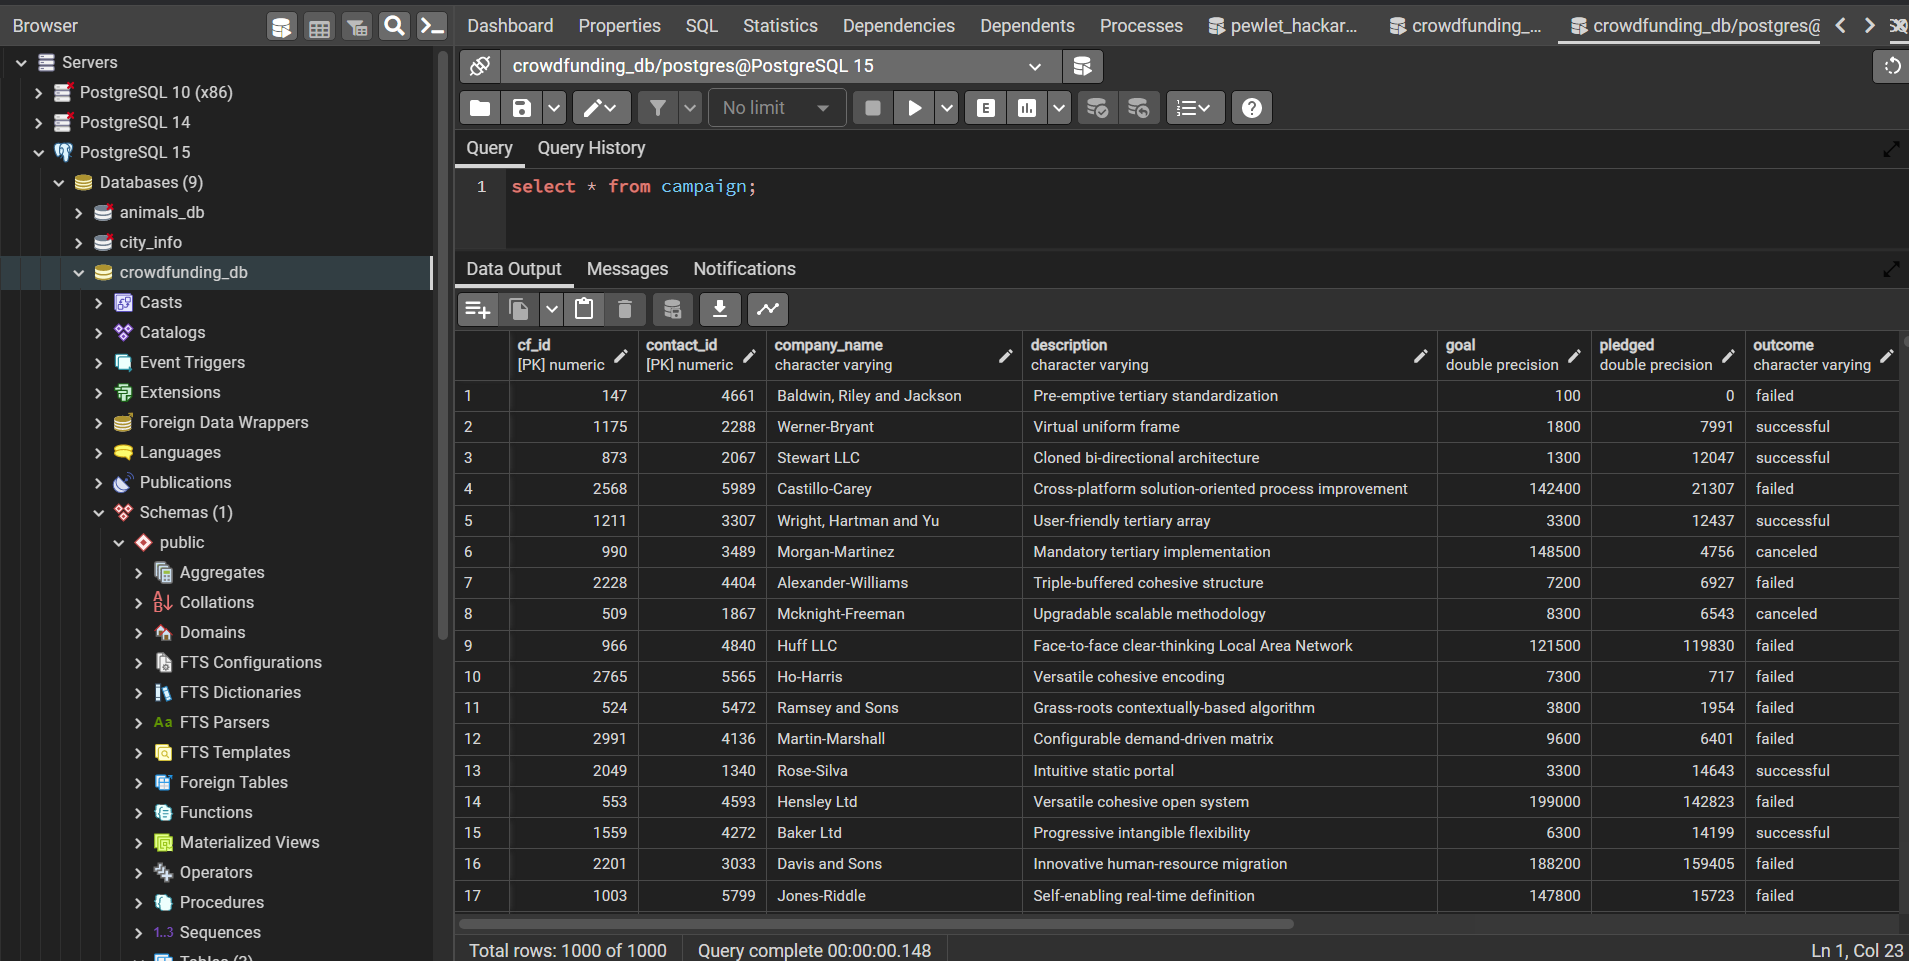 Browser
Dashboard Properties SQL Statistics Dependencies Dependents Processes pewlet_hackar... crowdfunding_... crowdfunding_db/postgres@
Servers
PostgreSQL 10 (x86)
PostgreSQL 14
PostgreSQL 15
Databases (9)
animals_db
city_info
crowdfunding_db
Casts
Catalogs
Event Triggers
Extensions
Foreign Data Wrappers
Languages
Publications
Schemas (1)
public
Aggregates
Collations
Domains
FTS Configurations
FTS Dictionaries
Aa FTS Parsers
FTS Templates
Foreign Tables
Functions
Materialized Views
Operators
Procedures
1..3 Sequences
crowdfunding_db/postgres@PostgreSQL 15
No limit E
Query Query History
1 select * from campaign;
Data Output Messages Notifications
cf_id contact_id company_name description goal pledged outcome
[PK] numeric [PK] numeric character varying character varying double precision double precision character varying
1 147 4661 Baldwin, Riley and Jackson Pre-emptive tertiary standardization 100 0 failed
2 1175 2288 Werner-Bryant Virtual uniform frame 1800 7991 successful
3 873 2067 Stewart LLC Cloned bi-directional architecture 1300 12047 successful
4 2568 5989 Castillo-Carey Cross-platform solution-oriented process improvement 142400 21307 failed
5 1211 3307 Wright, Hartman and Yu User-friendly tertiary array 3300 12437 successful
6 990 3489 Morgan-Martinez Mandatory tertiary implementation 148500 4756 canceled
7 2228 4404 Alexander-Williams Triple-buffered cohesive structure 7200 6927 failed
8 509 1867 Mcknight-Freeman Upgradable scalable methodology 8300 6543 canceled
9 966 4840 Huff LLC Face-to-face clear-thinking Local Area Network 121500 119830 failed
10 2765 5565 Ho-Harris Versatile cohesive encoding 7300 717 failed
11 524 5472 Ramsey and Sons Grass-roots contextually-based algorithm 3800 1954 failed
12 2991 4136 Martin-Marshall Configurable demand-driven matrix 9600 6401 failed
13 2049 1340 Rose-Silva Intuitive static portal 3300 14643 successful
14 553 4593 Hensley Ltd Versatile cohesive open system 199000 142823 failed
15 1559 4272 Baker Ltd Progressive intangible flexibility 6300 14199 successful
16 2201 3033 Davis and Sons Innovative human-resource migration 188200 159405 failed
17 1003 5799 Jones-Riddle Self-enabling real-time definition 147800 15723 failed
Total rows: 1000 of 1000 Query complete 00:00:00.148 Ln 1, Col 23